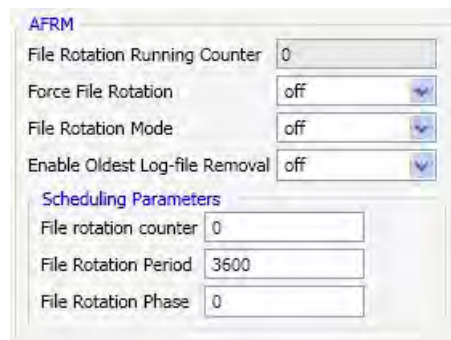 AFRM
File Rotation Running Counter 0
Force File Rotation off
File Rotation Mode off
Enable Oldest Log-file Removal off
Scheduling Parameters
File rotation counter 0
File Rotation Period 3600
File Rotation Phase 0